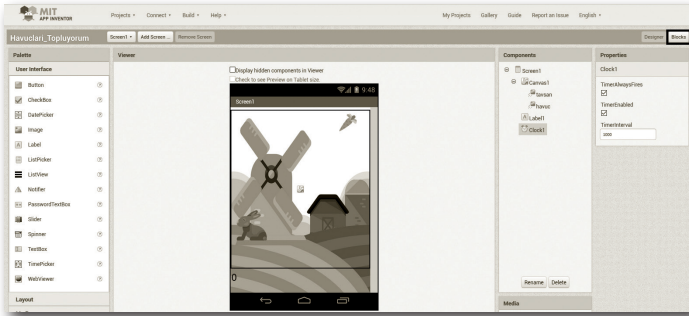 MIT
APP INVENTOR
Projects
Connect
Build
Help
My Projects
Gallery
Guide
Report an Issue
English
Havuclari_Topluyorum
Screen1
Add Screen ...
Remove Screen
Designer
Blocks
Palette
User Interface
Button
CheckBox
DatePicker
Image
Label
ListPicker
ListView
Notifier
PasswordTextBox
Slider
Spinner
TextBox
TimePicker
WebViewer
Layout
Viewer
Display hidden components in Viewer
Check to see Preview on Tablet size.
9:48
Screen1
0
Components
Screen1
Canvas1
tavsan
havuc
Label1
Clock1
Rename
Delete
Media
Properties
Clock1
TimerAlwaysFires
TimerEnabled
TimerInterval